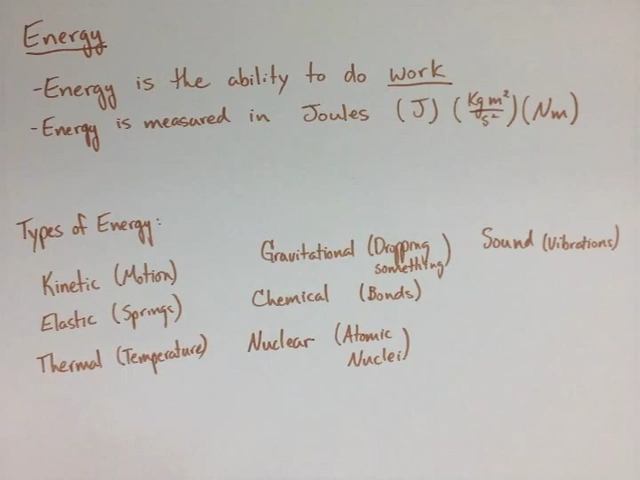 Energy
- Energy is the ability to do work
- Energy is measured in Joules (J) (Kg m²/s²) (Nm)
Types of Energy:
Kinetic (Motion)
Elastic (Springs)
Thermal (Temperature)
Gravitational (Dropping
something)
Chemical (Bonds)
Nuclear (Atomic
Nuclei)
Sound (Vibrations)